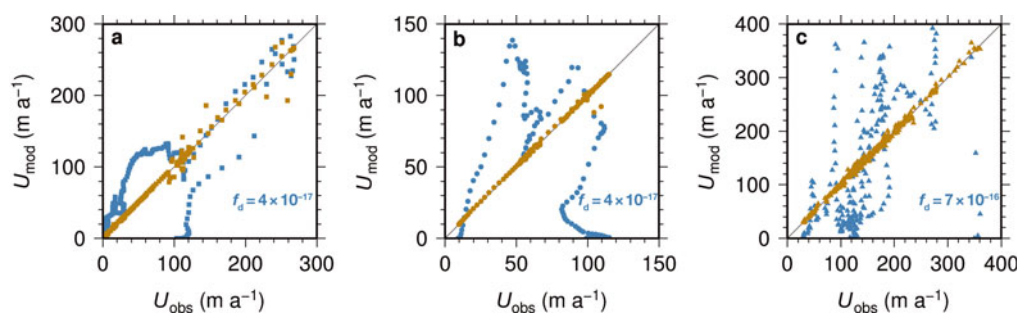 a
300
200
100
0
U_mod (m a⁻¹)
f_d = 4 × 10⁻¹⁷
0 100 200 300
U_obs (m a⁻¹)
b
150
100
50
0
U_mod (m a⁻¹)
f_d = 4 × 10⁻¹⁷
0 50 100 150
U_obs (m a⁻¹)
c
400
300
200
100
0
U_mod (m a⁻¹)
f_d = 7 × 10⁻¹⁶
0 100 200 300 400
U_obs (m a⁻¹)